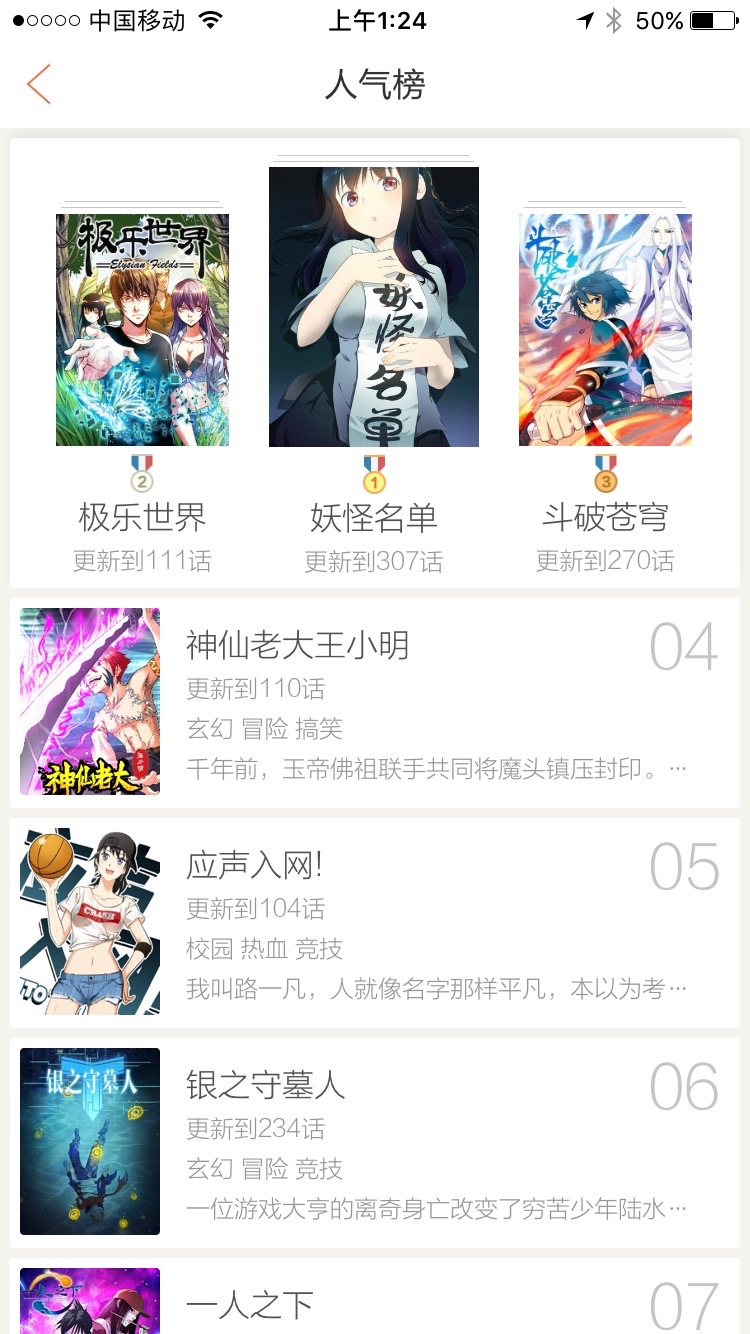 中国移动 上午1:24 50%
人气榜
极乐世界
Elysian Fields
妖怪名单
斗破苍穹
2
1
3
极乐世界
妖怪名单
斗破苍穹
更新到111话
更新到307话
更新到270话
神仙老大
神仙老大王小明
04
更新到110话
玄幻 冒险 搞笑
千年前，玉帝佛祖联手共同将魔头镇压封印。…
CRASH
应声入网!
05
更新到104话
校园 热血 竞技
我叫路一凡，人就像名字那样平凡，本以为考…
银之守墓人
银之守墓人
06
更新到234话
玄幻 冒险 竞技
一位游戏大亨的离奇身亡改变了穷苦少年陆水…
一人之下
07